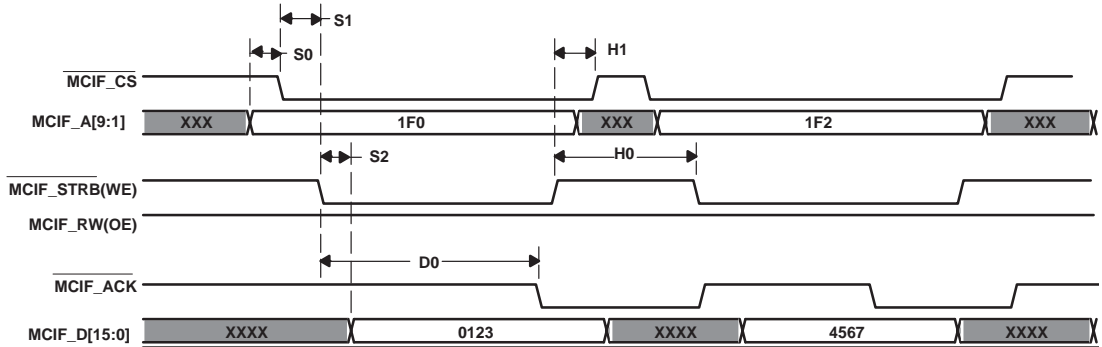 S1
S0
H1
MCIF_CS
MCIF_A[9:1] XXX 1F0 XXX 1F2 XXX
S2
H0
MCIF_STRB(WE)
MCIF_RW(OE)
D0
MCIF_ACK
MCIF_D[15:0] XXXX 0123 XXXX 4567 XXXX